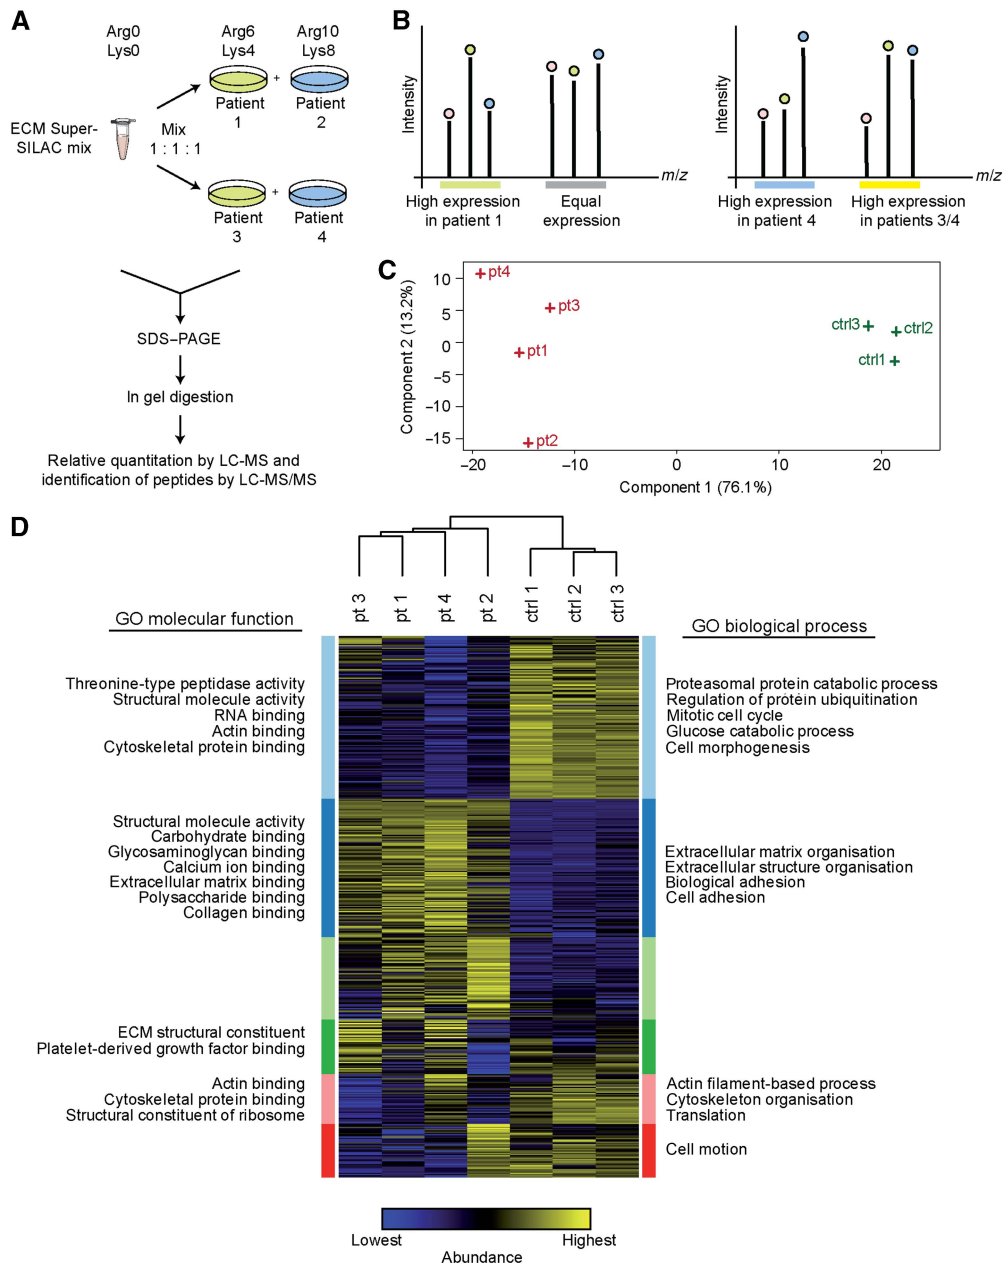 A
Arg0
Lys0
Arg6
Lys4
Arg10
Lys8
+
Patient
1
Patient
2
ECM Super-
SILAC mix
Mix
1 : 1 : 1
+
Patient
3
Patient
4
SDS–PAGE
In gel digestion
Relative quantitation by LC-MS and
identification of peptides by LC-MS/MS
B
Intensity
m/z
High expression
in patient 1
Equal
expression
Intensity
m/z
High expression
in patient 4
High expression
in patients 3/4
C
Component 2 (13.2%)
10
5
0
−5
−10
−15
pt4
pt3
pt1
pt2
ctrl3
ctrl2
ctrl1
−20
−10
0
10
20
Component 1 (76.1%)
D
pt 3
pt 1
pt 4
pt 2
ctrl 1
ctrl 2
ctrl 3
GO molecular function
GO biological process
Threonine-type peptidase activity
Structural molecule activity
RNA binding
Actin binding
Cytoskeletal protein binding
Proteasomal protein catabolic process
Regulation of protein ubiquitination
Mitotic cell cycle
Glucose catabolic process
Cell morphogenesis
Structural molecule activity
Carbohydrate binding
Glycosaminoglycan binding
Calcium ion binding
Extracellular matrix binding
Polysaccharide binding
Collagen binding
Extracellular matrix organisation
Extracellular structure organisation
Biological adhesion
Cell adhesion
ECM structural constituent
Platelet-derived growth factor binding
Actin binding
Cytoskeletal protein binding
Structural constituent of ribosome
Actin filament-based process
Cytoskeleton organisation
Translation
Cell motion
Lowest
Highest
Abundance